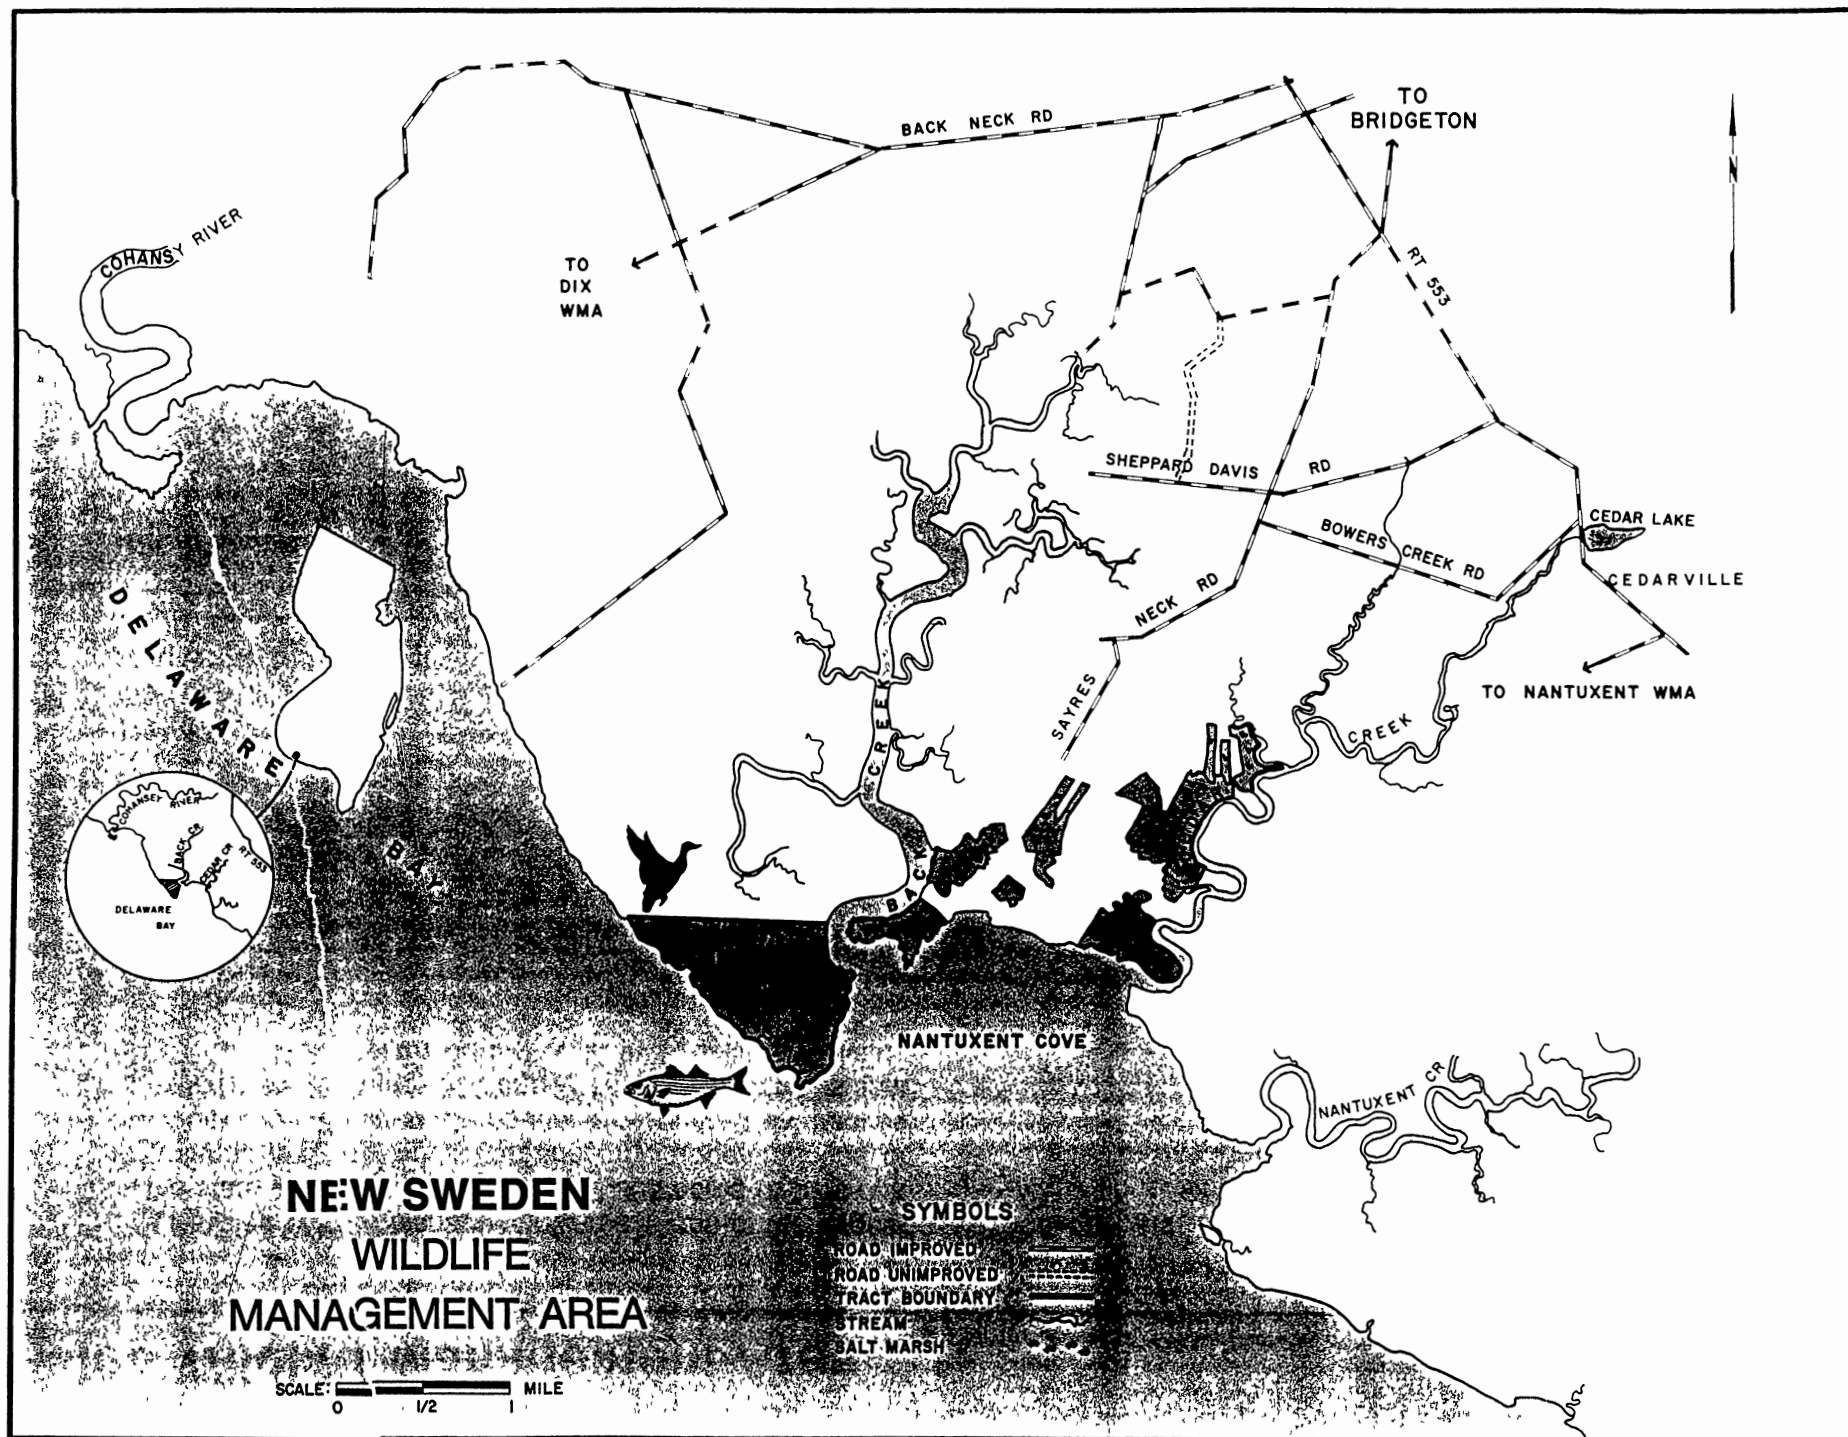 BACK NECK RD
TO
BRIDGETON
N
COHANSY RIVER
TO
DIX
WMA
RT 553
SHEPPARD DAVIS RD
CEDAR LAKE
BOWERS CREEK RD
CEDARVILLE
NECK RD
SAYRES
TO NANTUXENT WMA
CREEK
DELAWARE
BAY
BACK CREEK
COHANSEY RIVER
BACK CR
CEDAR CR
RT 553
DELAWARE
BAY
NANTUXENT COVE
NANTUXENT CR
NEW SWEDEN
WILDLIFE
MANAGEMENT AREA
SYMBOLS
ROAD IMPROVED
ROAD UNIMPROVED
TRACT BOUNDARY
STREAM
SALT MARSH
SCALE: MILE
0 1/2 1